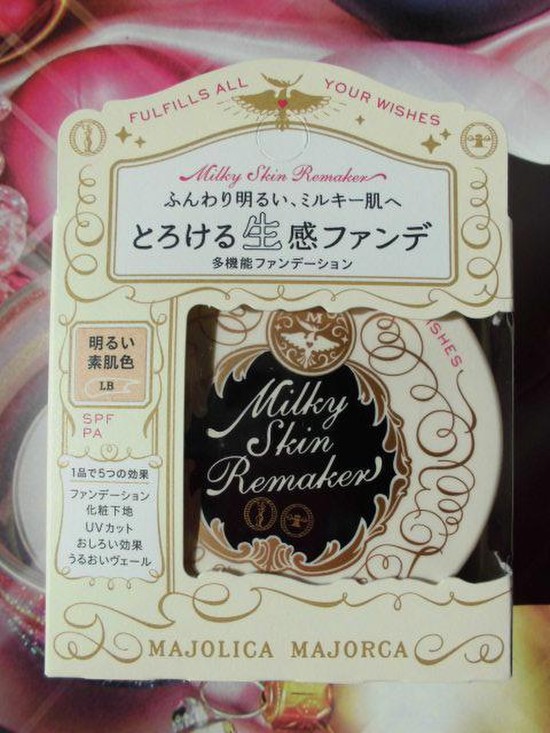 FULFILLS ALL YOUR WISHES
Milky Skin Remaker
ふんわり明るい、ミルキー肌へ
とろける生感ファンデ
多機能ファンデーション
明るい
素肌色
LB
SPF
PA
1品で5つの効果
ファンデーション
化粧下地
UVカット
おしろい効果
うるおいヴェール
M
WISHES
Milky
Skin
Remaker
MAJOLICA MAJORCA